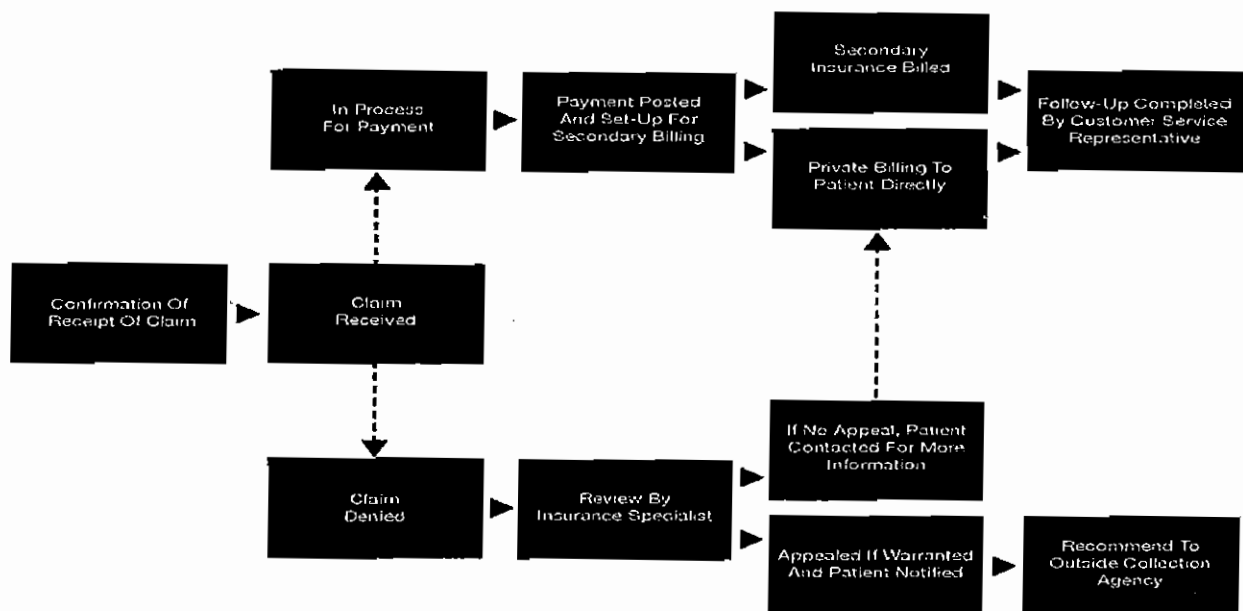 Secondary
Insurance Billed
In Process
For Payment
Payment Posted
And Set-Up For
Secondary Billing
Follow-Up Completed
By Customer Service
Representative
Private Billing To
Patient Directly
Confirmation Of
Receipt Of Claim
Claim
Received
If No Appeal, Patient
Contacted For More
Information
Claim
Denied
Review By
Insurance Specialist
Appealed If Warranted
And Patient Notified
Recommend To
Outside Collection
Agency